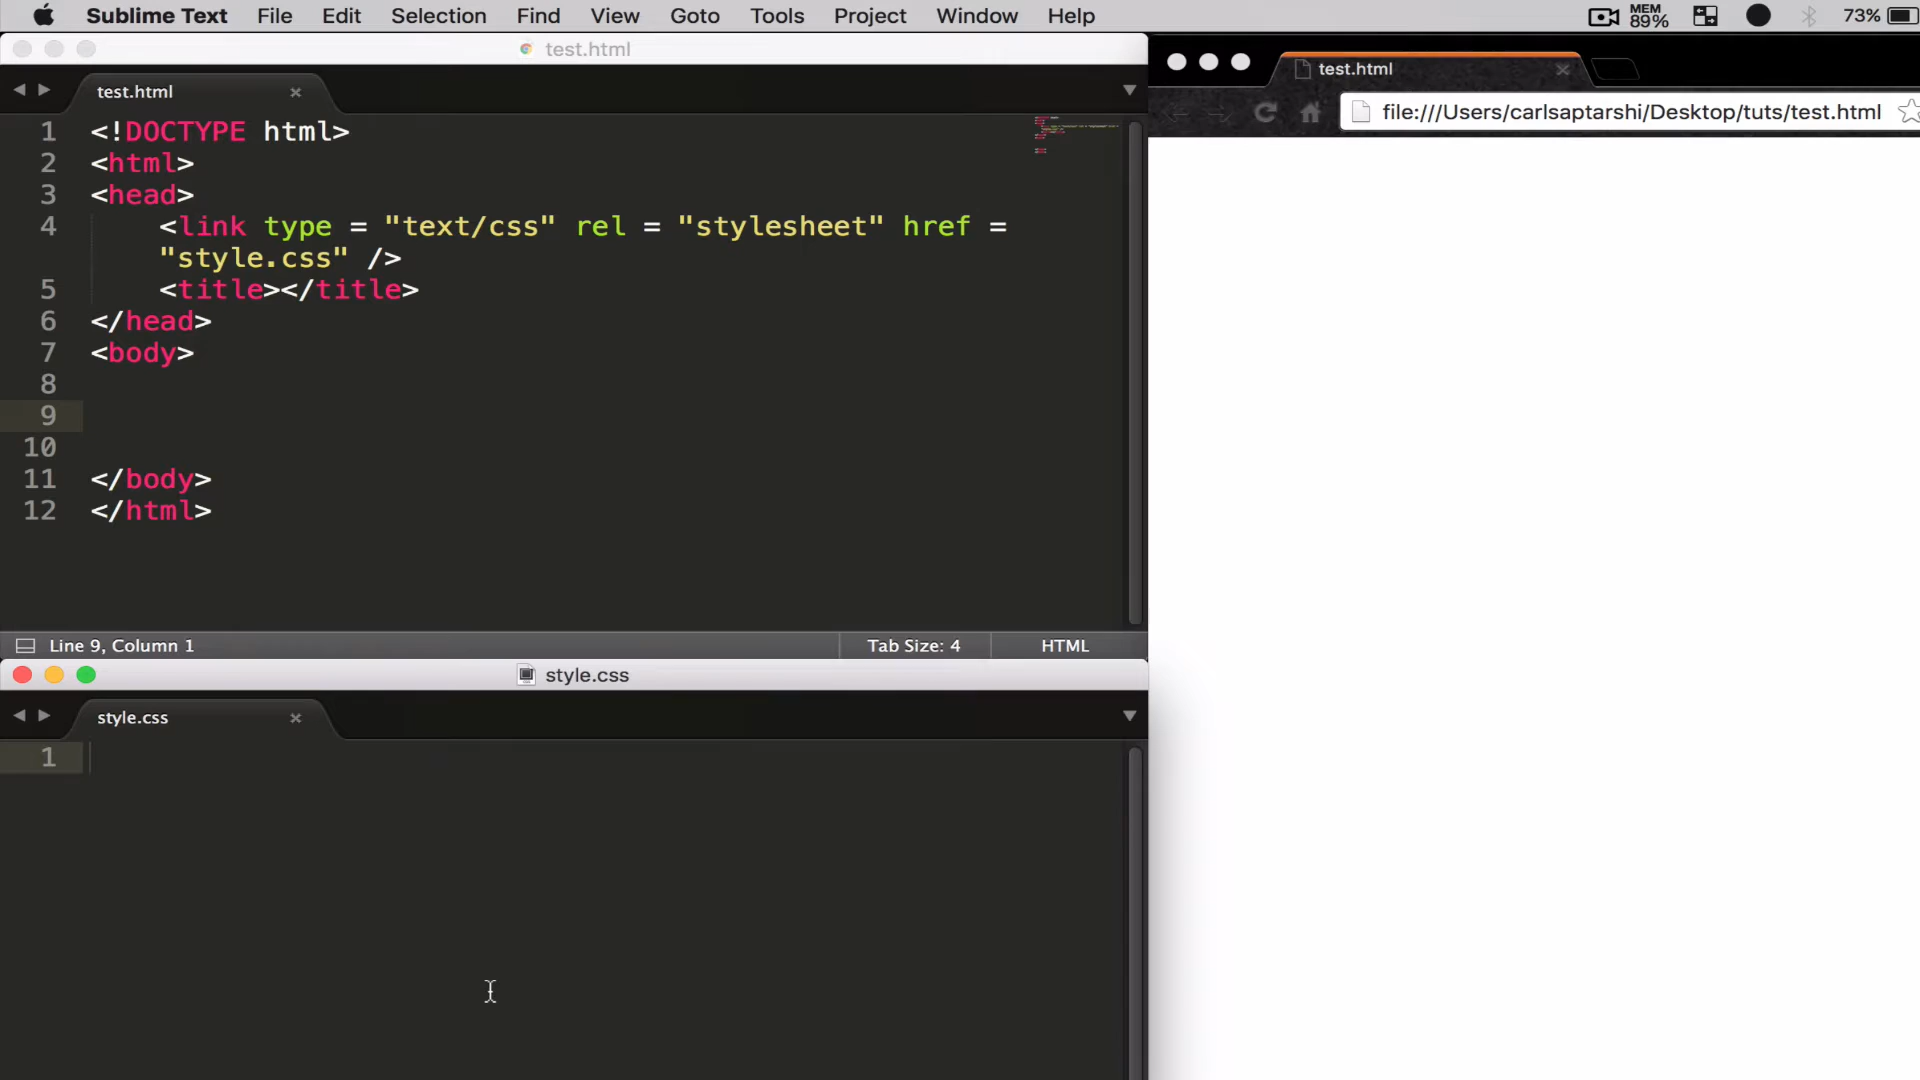 Sublime Text File Edit Selection Find View Goto Tools Project Window Help MEM 89% 73%
test.html
test.html
1 <!DOCTYPE html>
2 <html>
3 <head>
4 <link type = "text/css" rel = "stylesheet" href =
"style.css" />
5 <title></title>
6 </head>
7 <body>
8
9
10
11 </body>
12 </html>
Line 9, Column 1 Tab Size: 4 HTML
style.css
style.css
1
test.html
file:///Users/carlsaptarshi/Desktop/tuts/test.html